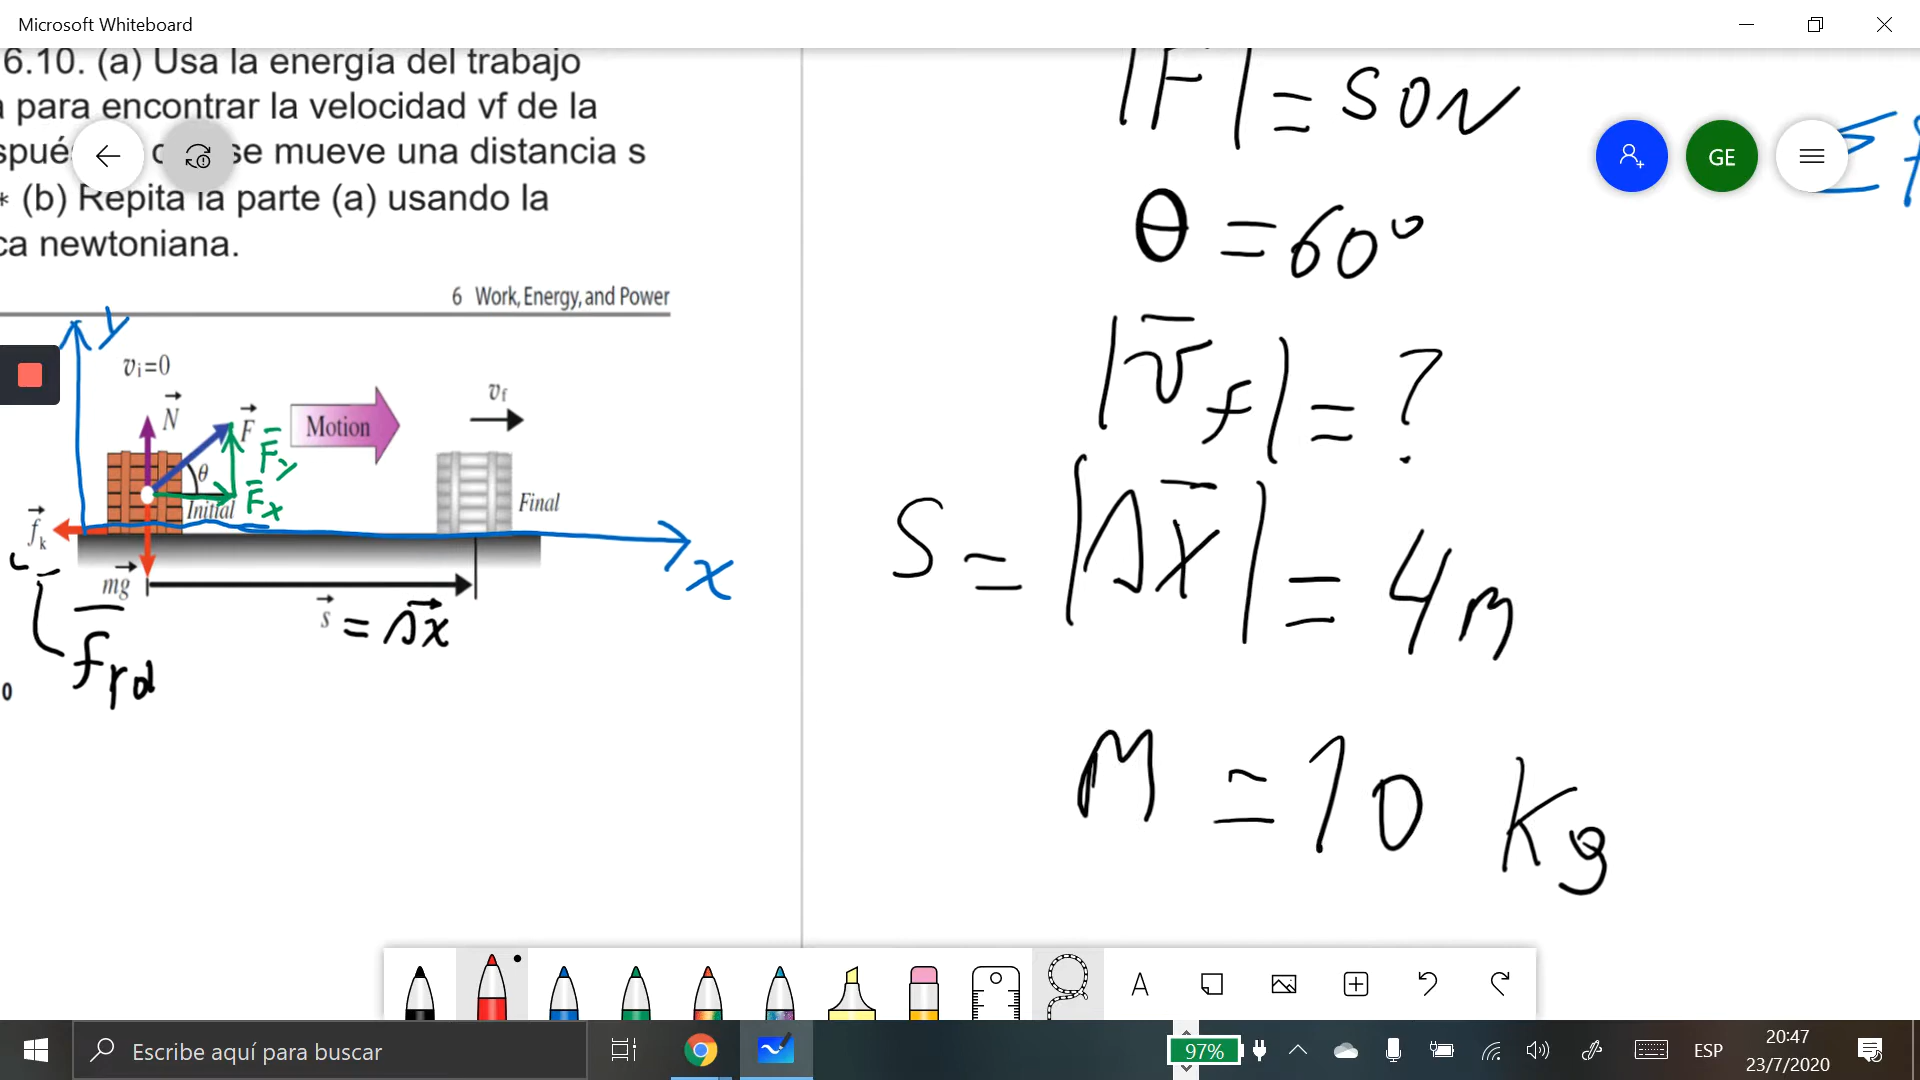 Microsoft Whiteboard
6.10. (a) Usa la energía del trabajo
para encontrar la velocidad vf de la
se mueve una distancia s
* (b) Repita la parte (a) usando la
ca newtoniana.
6 Work, Energy, and Power
y
vi=0
N
F
Fy
θ
Fx
Motion
vf
Initial
Final
fk
mg
s = Δx
x
frd
0
|F| = 50N
θ = 60°
|vf| = ?
S = |Δx| = 4m
M = 10 Kg
Σf
GE
A
Escribe aquí para buscar
97%
ESP
20:47
23/7/2020